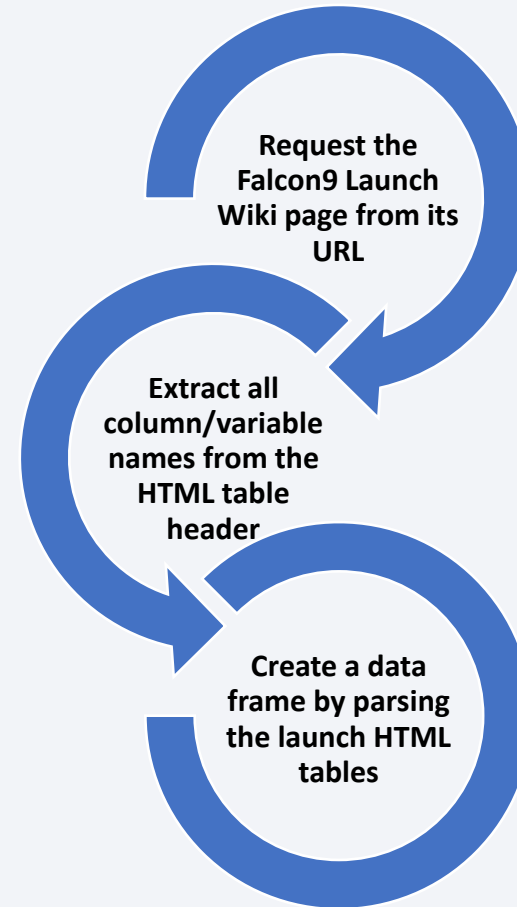 Request the
Falcon9 Launch
Wiki page from its
URL
Extract all
column/variable
names from the
HTML table
header
Create a data
frame by parsing
the launch HTML
tables